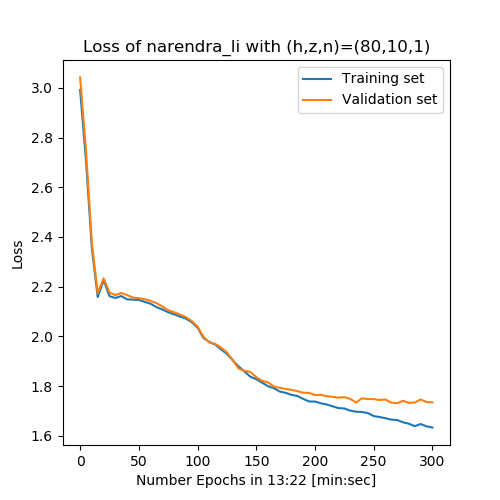 Loss of narendra_li with (h,z,n)=(80,10,1)
Training set
Validation set
Loss
3.0
2.8
2.6
2.4
2.2
2.0
1.8
1.6
0 50 100 150 200 250 300
Number Epochs in 13:22 [min:sec]